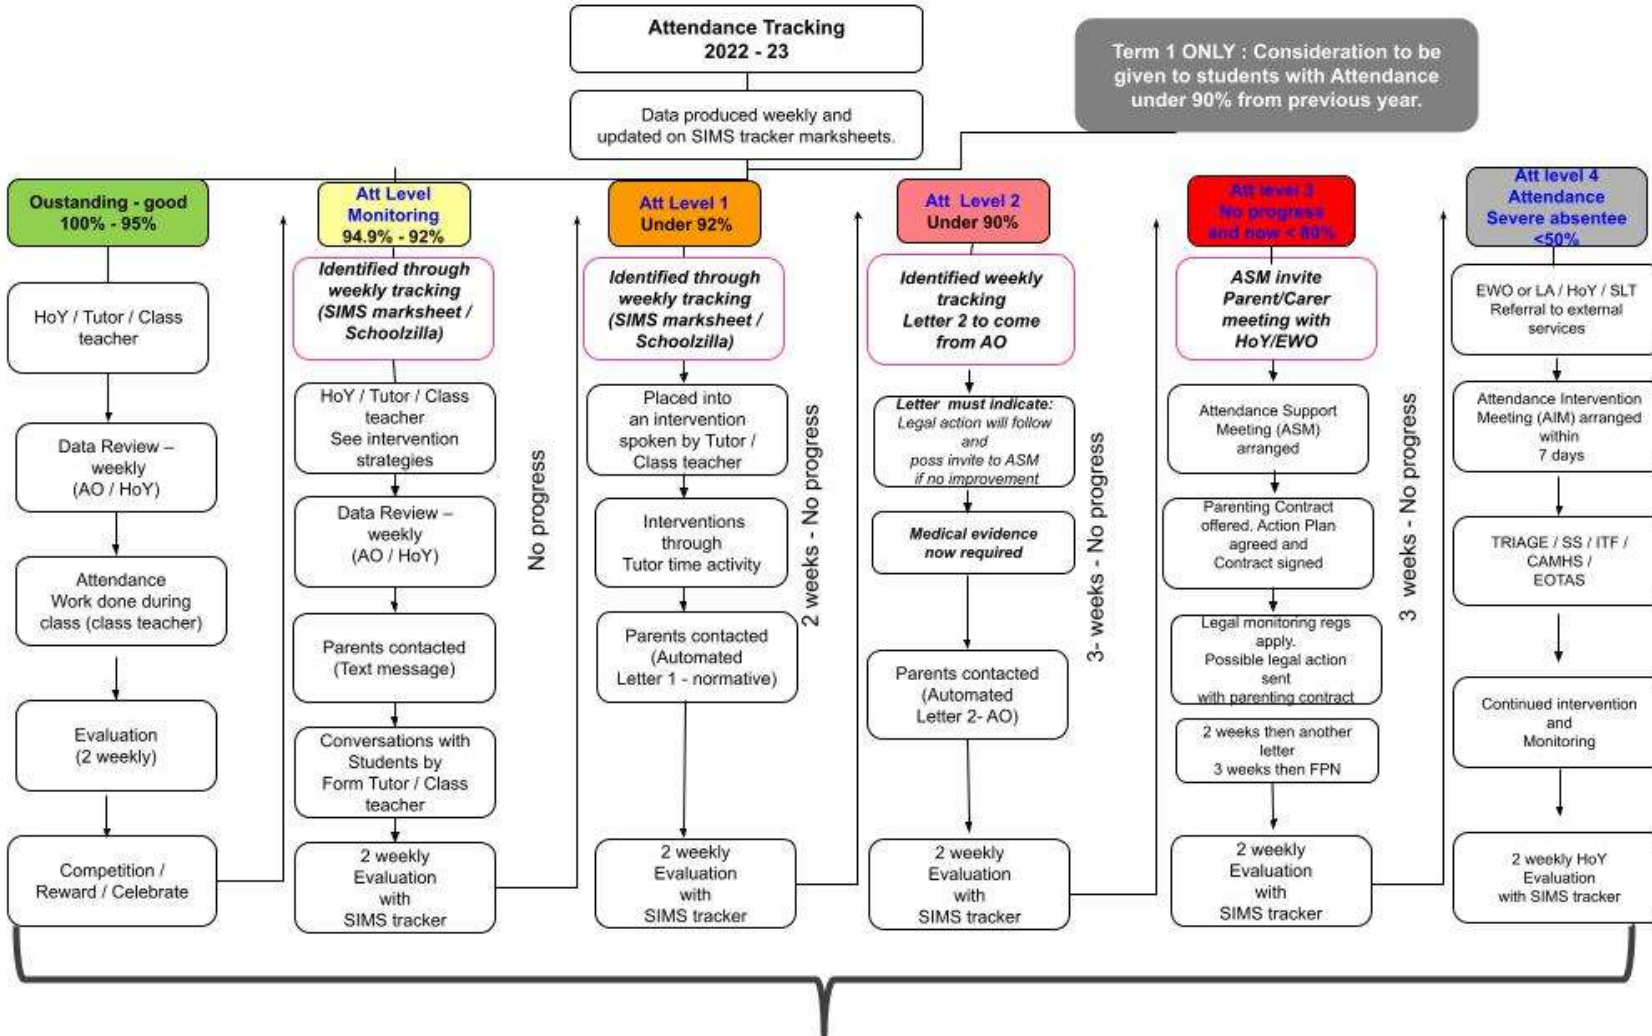 Attendance Tracking
2022 - 23
Term 1 ONLY : Consideration to be
given to students with Attendance
under 90% from previous year.
Data produced weekly and
updated on SIMS tracker marksheets.
Oustanding - good
100% - 95%
HoY / Tutor / Class
teacher
Data Review –
weekly
(AO / HoY)
Attendance
Work done during
class (class teacher)
Evaluation
(2 weekly)
Competition /
Reward / Celebrate
Att Level
Monitoring
94.9% - 92%
Identified through
weekly tracking
(SIMS marksheet /
Schoolzilla)
HoY / Tutor / Class
teacher
See intervention
strategies
Data Review –
weekly
(AO / HoY)
Parents contacted
(Text message)
Conversations with
Students by
Form Tutor / Class
teacher
2 weekly
Evaluation
with
SIMS tracker
No progress
Att Level 1
Under 92%
Identified through
weekly tracking
(SIMS marksheet /
Schoolzilla)
Placed into
an intervention
spoken by Tutor /
Class teacher
Interventions
through
Tutor time activity
Parents contacted
(Automated
Letter 1 - normative)
2 weekly
Evaluation
with
SIMS tracker
2 weeks - No progress
Att Level 2
Under 90%
Identified weekly
tracking
Letter 2 to come
from AO
Letter must indicate:
Legal action will follow
and
poss invite to ASM
if no improvement
Medical evidence
now required
Parents contacted
(Automated
Letter 2- AO)
2 weekly
Evaluation
with
SIMS tracker
3- weeks - No progress
Att level 3
No progress
and now < 80%
ASM invite
Parent/Carer
meeting with
HoY/EWO
Attendance Support
Meeting (ASM)
arranged
Parenting Contract
offered. Action Plan
agreed and
Contract signed
Legal monitoring regs
apply.
Possible legal action
sent
with parenting contract
2 weeks then another
letter
3 weeks then FPN
2 weekly
Evaluation
with
SIMS tracker
3 weeks - No progress
Att level 4
Attendance
Severe absentee
<50%
EWO or LA / HoY / SLT
Referral to external
services
Attendance Intervention
Meeting (AIM) arranged
within
7 days
TRIAGE / SS / ITF /
CAMHS /
EOTAS
Continued intervention
and
Monitoring
2 weekly HoY
Evaluation
with SIMS tracker